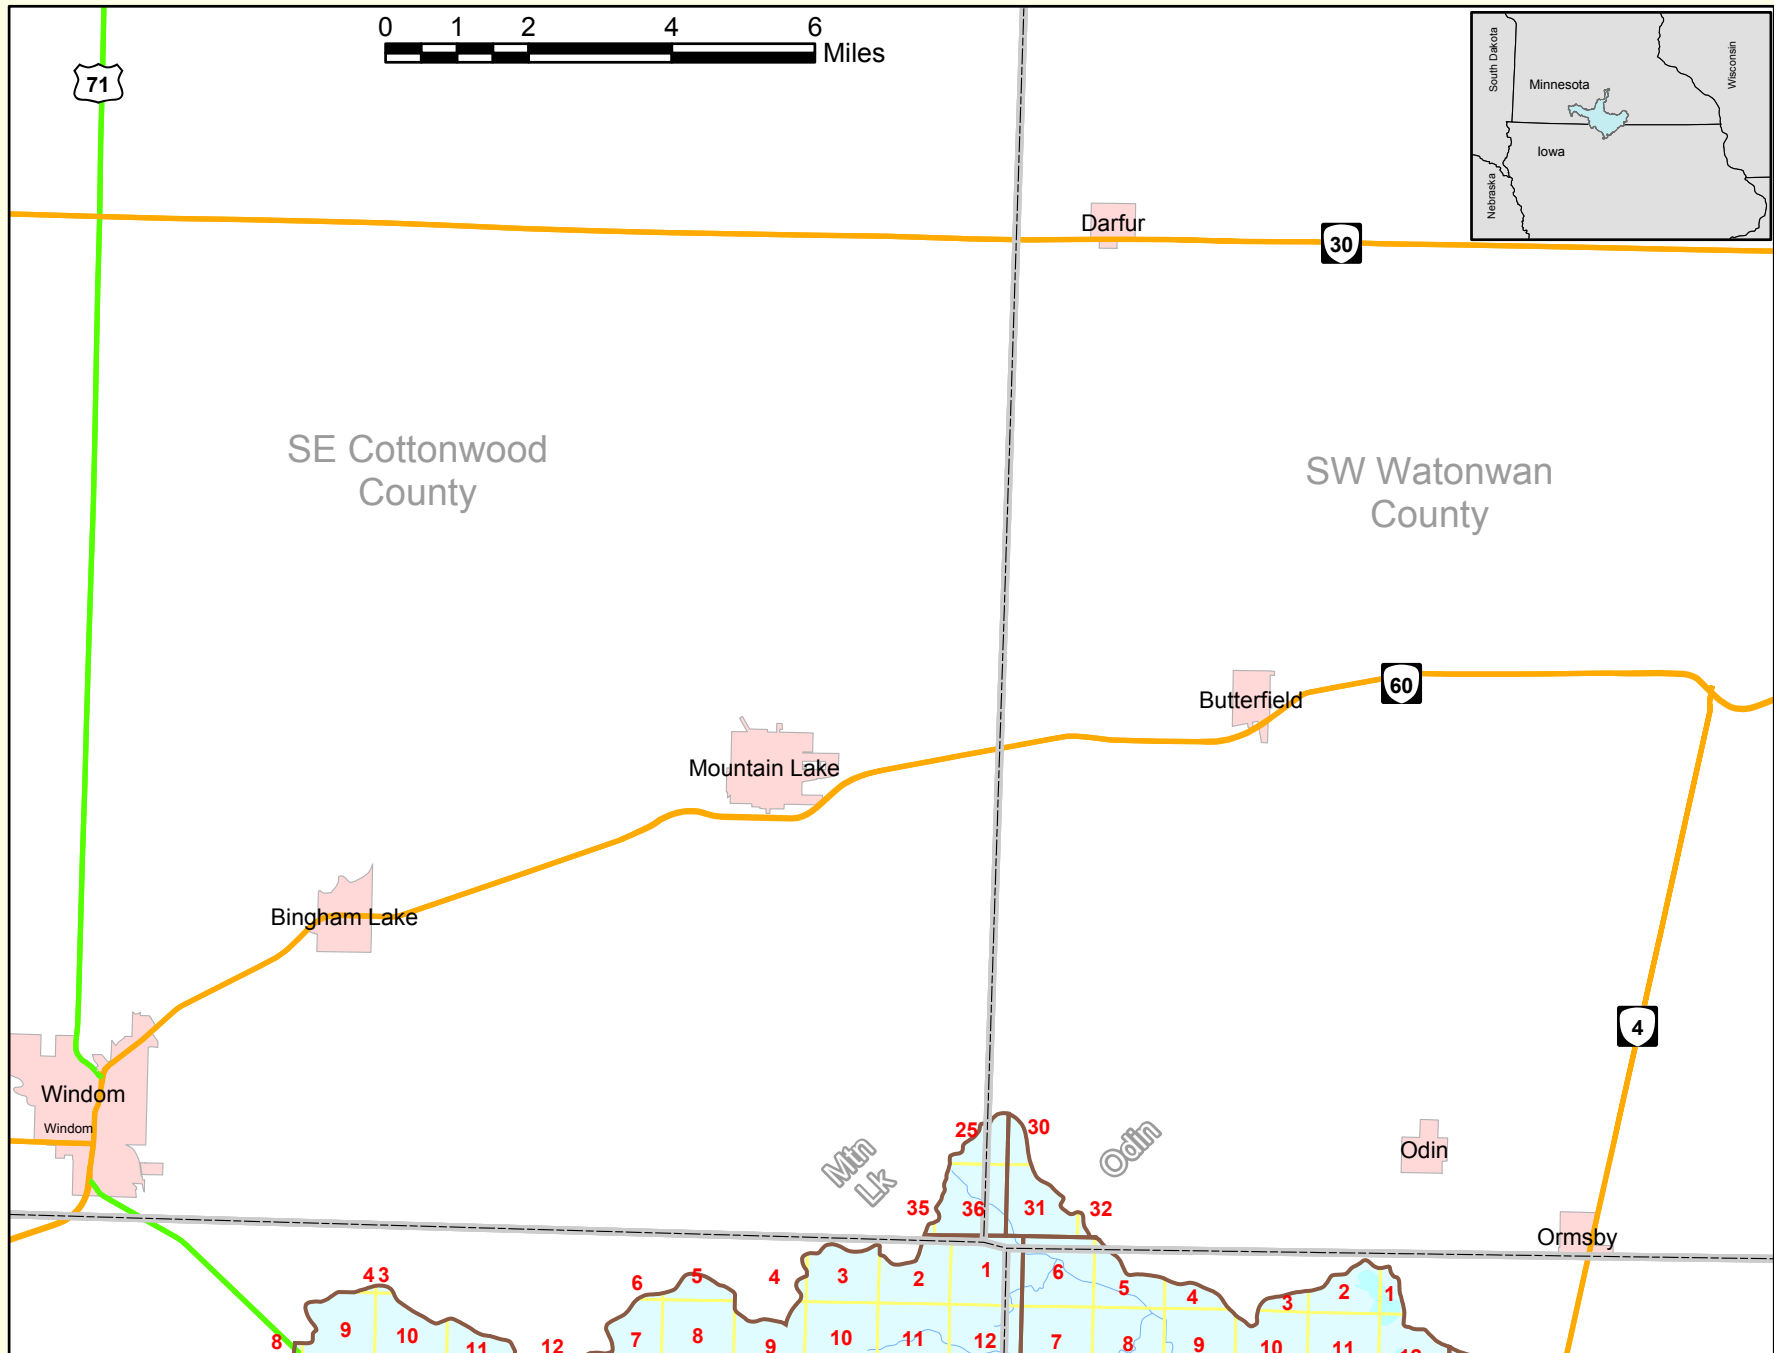 0 1 2 4 6
Miles
71
South Dakota
Minnesota
Wisconsin
Iowa
Nebraska
Darfur
30
SE Cottonwood
County
SW Watonwan
County
60
Butterfield
Mountain Lake
Bingham Lake
4
Windom
Windom
Mtn
Lk
Odin
Odin
Ormsby
25 30
35 36 31 32
4 3 6 5 4 3 2 1 6 5 4 3 2 1
8 9 10 11 12 7 8 9 10 11 12 7 8 9 10 11 12